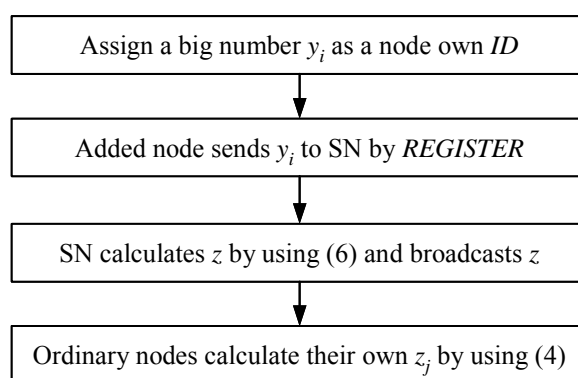 Assign a big number y_i as a node own ID
Added node sends y_i to SN by REGISTER
SN calculates z by using (6) and broadcasts z
Ordinary nodes calculate their own z_j by using (4)